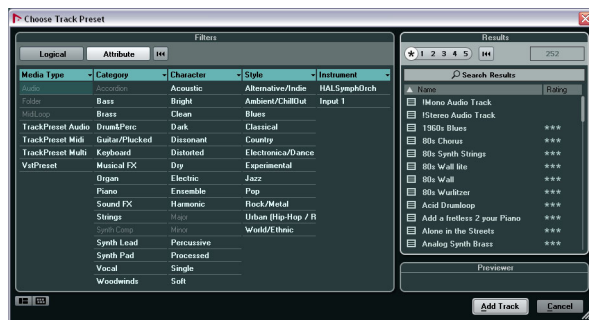 Choose Track Preset
Filters
Logical Attribute
Media Type Category Character Style Instrument
Audio Accordion Acoustic Alternative/Indie HALSymphOrch
Folder Bass Bright Ambient/ChillOut Input 1
MidiLoop Brass Clean Blues
TrackPreset Audio Drum&Perc Dark Classical
TrackPreset Midi Guitar/Plucked Dissonant Country
TrackPreset Multi Keyboard Distorted Electronica/Dance
VstPreset Musical FX Dry Experimental
Organ Electric Jazz
Piano Ensemble Pop
Sound FX Harmonic Rock/Metal
Strings Major Urban (Hip-Hop / R
Synth Comp Minor World/Ethnic
Synth Lead Percussive
Synth Pad Processed
Vocal Single
Woodwinds Soft
Results
* 1 2 3 4 5 252
Search Results
Name Rating
!Mono Audio Track
!Stereo Audio Track
1960s Blues ***
80s Chorus ***
80s Synth Strings ***
80s Wall lite ***
80s Wall ***
80s Wurlitzer ***
Acid Drumloop ***
Add a fretless 2 your Piano ***
Alone in the Streets ***
Analog Synth Brass ***
Previewer
Add Track Cancel